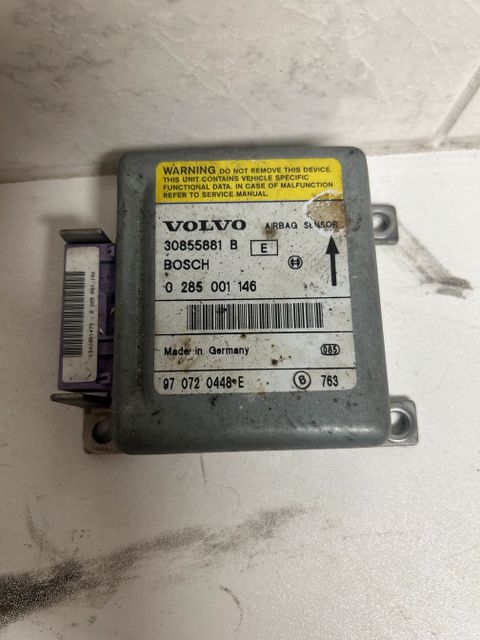 WARNING DO NOT REMOVE THIS DEVICE.
THIS UNIT CONTAINS VEHICLE SPECIFIC
FUNCTIONAL DATA. IN CASE OF MALFUNCTION
REFER TO SERVICE MANUAL.
VOLVO AIRBAG SENSOR
30855881 B E
BOSCH
0 285 001 146
Made in Germany 085
97 072 0448 E B 763